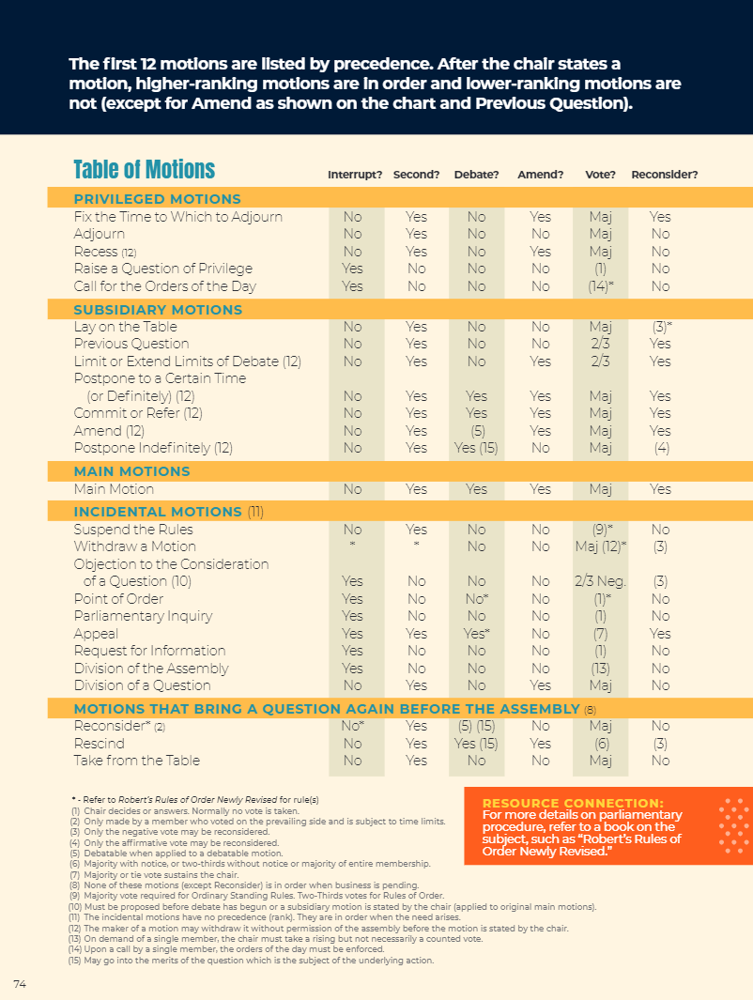 The first 12 motions are listed by precedence. After the chair states a
motion, higher-ranking motions are in order and lower-ranking motions are
not (except for Amend as shown on the chart and Previous Question).
Table of Motions Interrupt? Second? Debate? Amend? Vote? Reconsider?
PRIVILEGED MOTIONS
Fix the Time to Which to Adjourn No Yes No Yes Maj Yes
Adjourn No Yes No No Maj No
Recess (12) No Yes No Yes Maj No
Raise a Question of Privilege Yes No No No (1) No
Call for the Orders of the Day Yes No No No (14)* No
SUBSIDIARY MOTIONS
Lay on the Table No Yes No No Maj (3)*
Previous Question No Yes No No 2/3 Yes
Limit or Extend Limits of Debate (12) No Yes No Yes 2/3 Yes
Postpone to a Certain Time
(or Definitely) (12) No Yes Yes Yes Maj Yes
Commit or Refer (12) No Yes Yes Yes Maj Yes
Amend (12) No Yes (5) Yes Maj Yes
Postpone Indefinitely (12) No Yes Yes (15) No Maj (4)
MAIN MOTIONS
Main Motion No Yes Yes Yes Maj Yes
INCIDENTAL MOTIONS (11)
Suspend the Rules No Yes No No (9)* No
Withdraw a Motion * * No No Maj (12)* (3)
Objection to the Consideration
of a Question (10) Yes No No No 2/3 Neg. (3)
Point of Order Yes No No* No (1)* No
Parliamentary Inquiry Yes No No No (1) No
Appeal Yes Yes Yes* No (7) Yes
Request for Information Yes No No No (1) No
Division of the Assembly Yes No No No (13) No
Division of a Question No Yes No Yes Maj No
MOTIONS THAT BRING A QUESTION AGAIN BEFORE THE ASSEMBLY (8)
Reconsider* (2) No* Yes (5) (15) No Maj No
Rescind No Yes Yes (15) Yes (6) (3)
Take from the Table No Yes No No Maj No
* - Refer to Robert's Rules of Order Newly Revised for rule(s)
(1) Chair decides or answers. Normally no vote is taken.
(2) Only made by a member who voted on the prevailing side and is subject to time limits.
(3) Only the negative vote may be reconsidered.
(4) Only the affirmative vote may be reconsidered.
(5) Debatable when applied to a debatable motion.
(6) Majority with notice, or two-thirds without notice or majority of entire membership.
(7) Majority or tie vote sustains the chair.
(8) None of these motions (except Reconsider) is in order when business is pending.
(9) Majority vote required for Ordinary Standing Rules. Two-Thirds votes for Rules of Order.
(10) Must be proposed before debate has begun or a subsidiary motion is stated by the chair (applied to original main motions).
(11) The incidental motions have no precedence (rank). They are in order when the need arises.
(12) The maker of a motion may withdraw it without permission of the assembly before the motion is stated by the chair.
(13) On demand of a single member, the chair must take a rising but not necessarily a counted vote.
(14) Upon a call by a single member, the orders of the day must be enforced.
(15) May go into the merits of the question which is the subject of the underlying action.
RESOURCE CONNECTION:
For more details on parliamentary
procedure, refer to a book on the
subject, such as “Robert's Rules of
Order Newly Revised.”
74